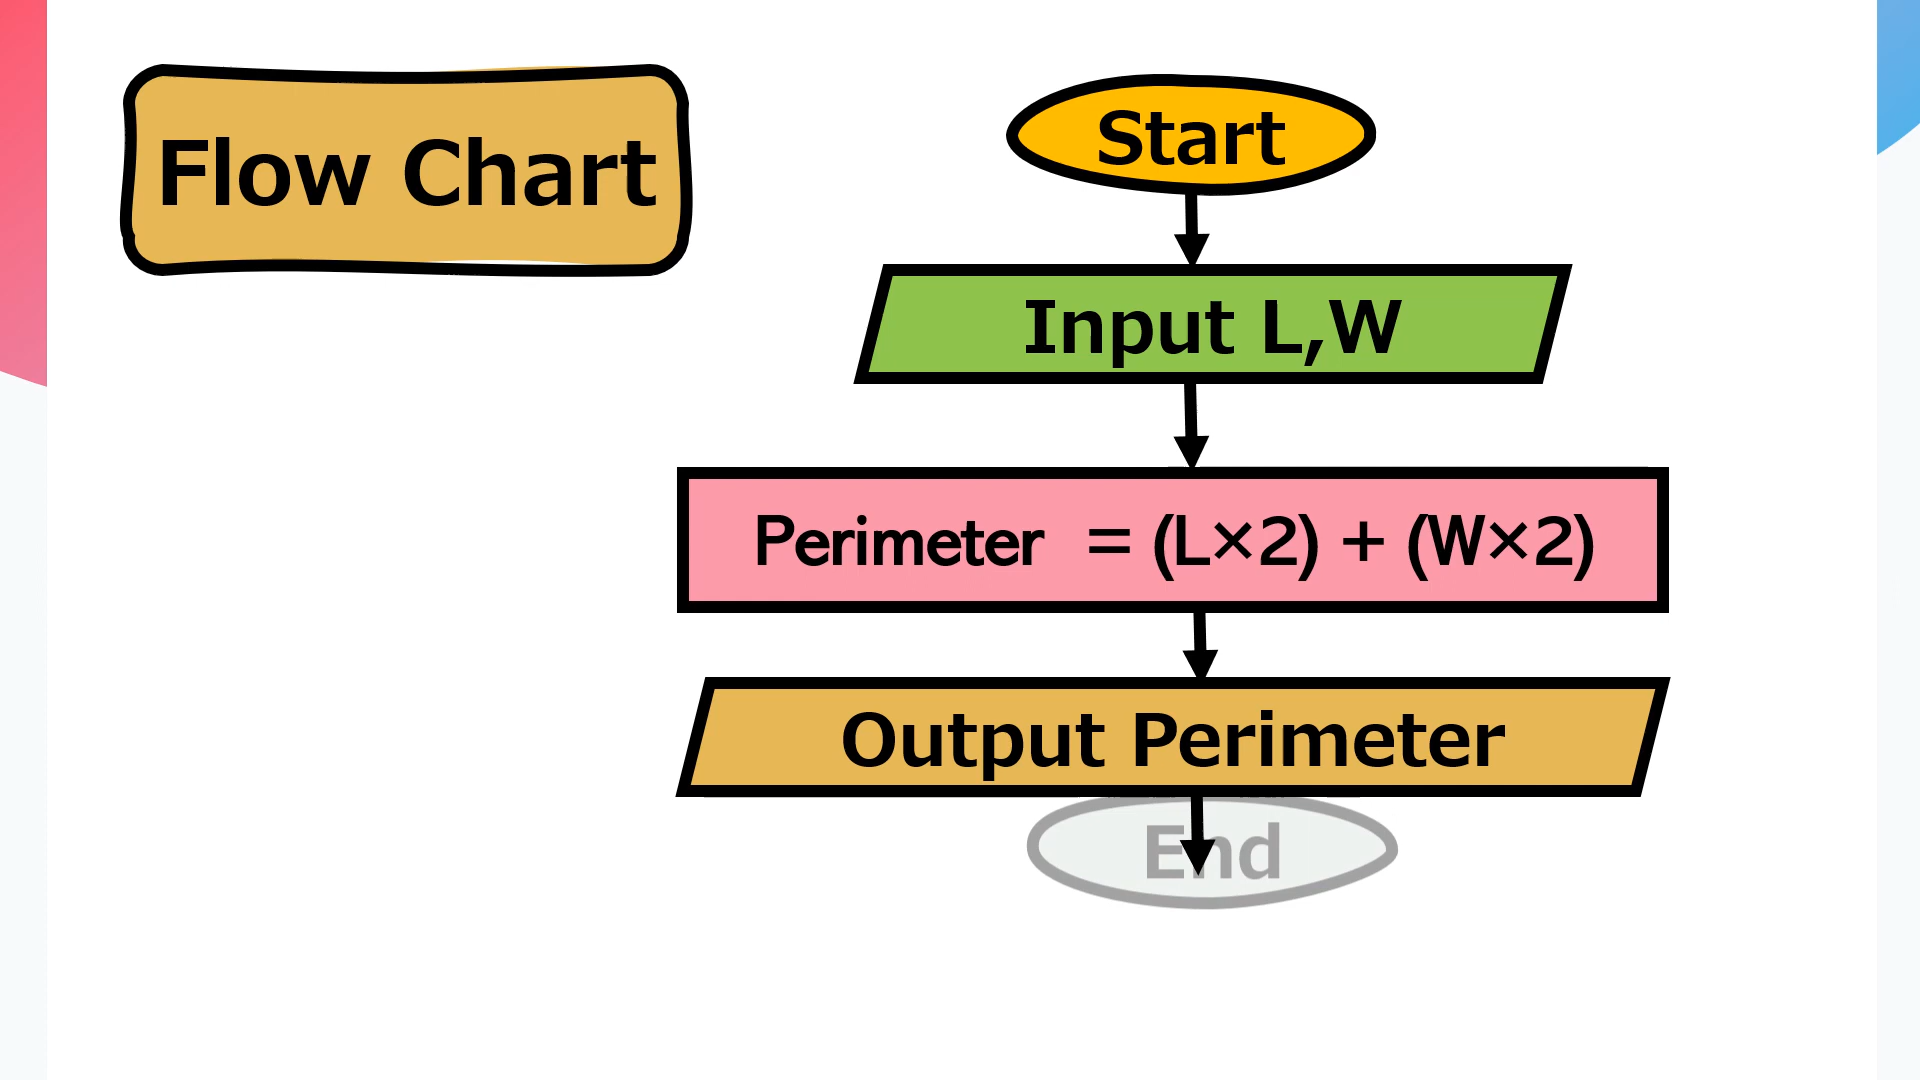 Flow Chart
Start
Input L,W
Perimeter = (L×2) + (W×2)
Output Perimeter
End